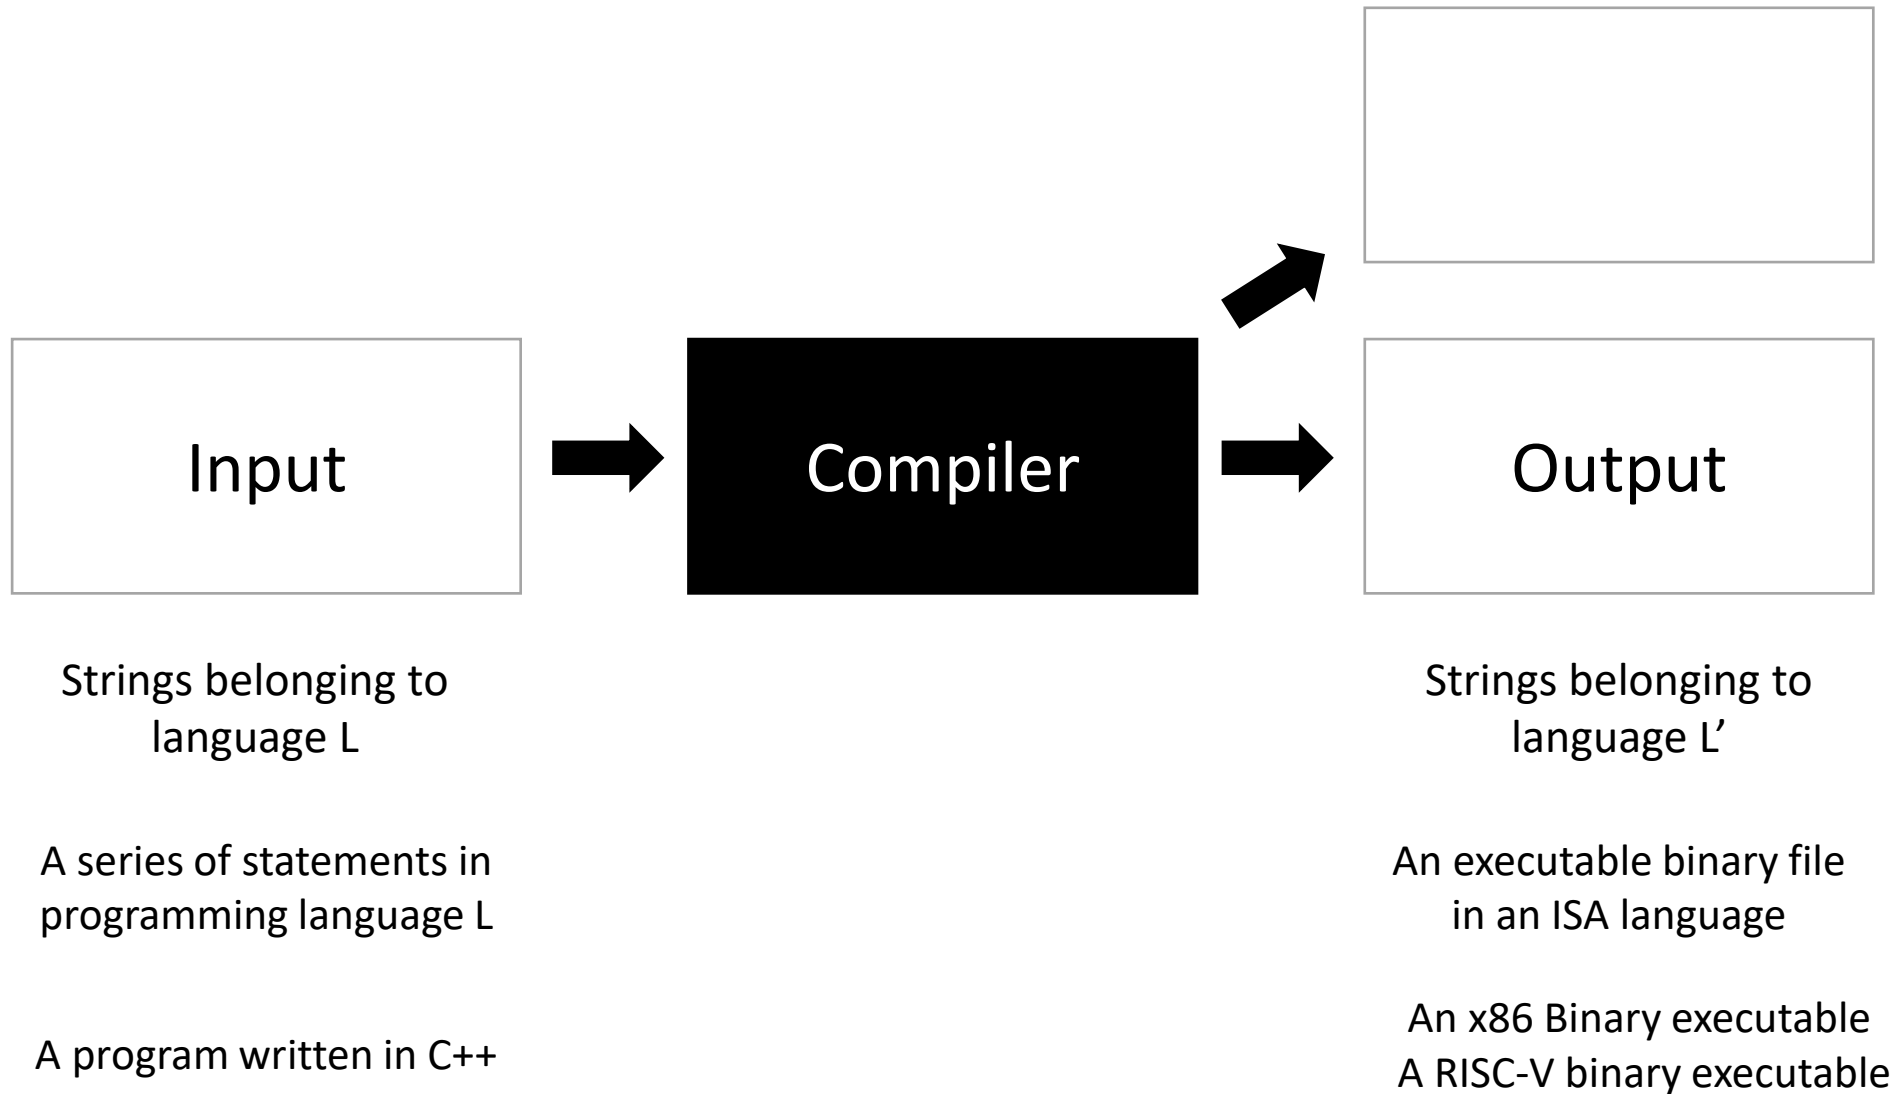 Input
Compiler
Output
Strings belonging to
language L
Strings belonging to
language L’
A series of statements in
programming language L
An executable binary file
in an ISA language
A program written in C++
An x86 Binary executable
A RISC-V binary executable